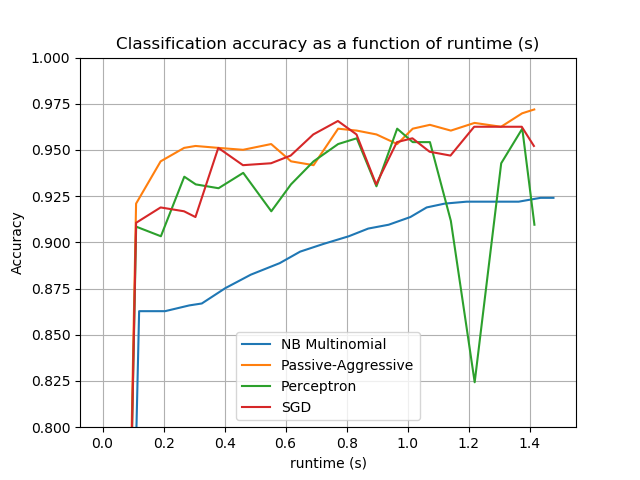 Classification accuracy as a function of runtime (s)
1.000
0.975
0.950
0.925
0.900
0.875
0.850
0.825
0.800
Accuracy
NB Multinomial
Passive-Aggressive
Perceptron
SGD
0.0 0.2 0.4 0.6 0.8 1.0 1.2 1.4
runtime (s)